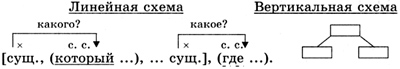 Линейная схема Вертикальная схема
какого? какое?
× с. с. × с. с.
[сущ., (который ...), ... сущ.], (где ...).